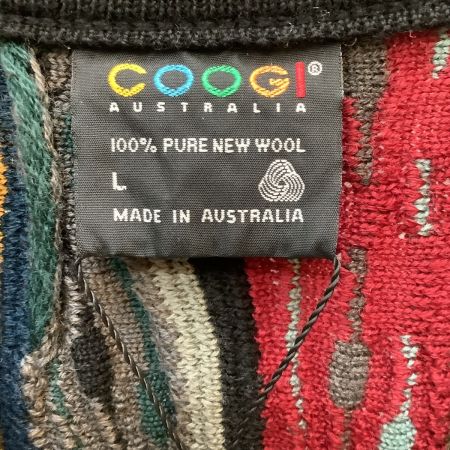 COOGI®
AUSTRALIA
100% PURE NEW WOOL
L
MADE IN AUSTRALIA